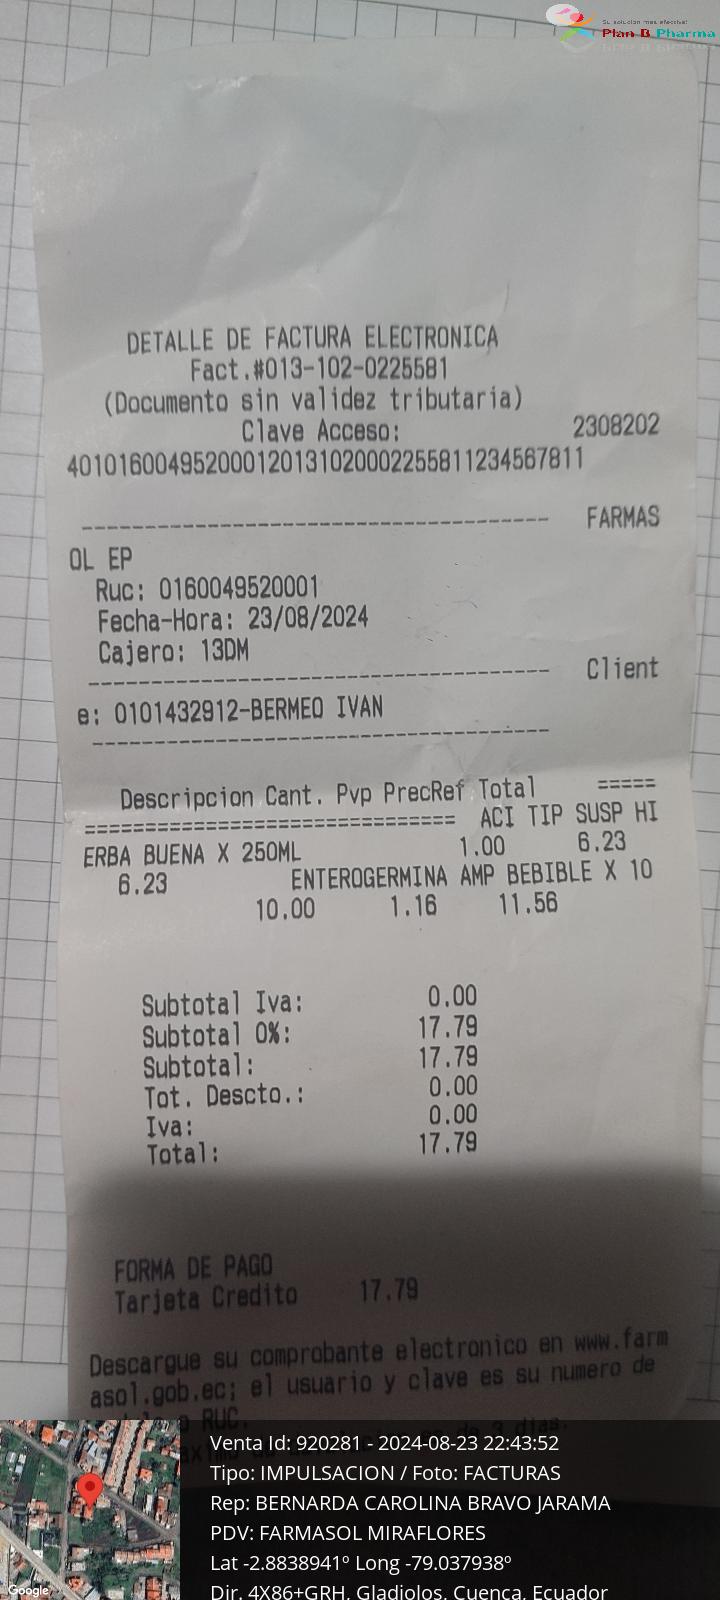 Su solucion mas efectiva!
Plan B Pharma
DETALLE DE FACTURA ELECTRONICA
Fact.#013-102-0225581
(Documento sin validez tributaria)
Clave Acceso: 2308202
401016004952000120131020002255811234567811
-------------------------------------- FARMAS
OL EP
Ruc: 0160049520001
Fecha-Hora: 23/08/2024
Cajero: 13DM
-------------------------------------- Client
e: 0101432912-BERMEO IVAN
--------------------------------------
Descripcion Cant. Pvp PrecRef Total =====
============================== ACI TIP SUSP HI
ERBA BUENA X 250ML 1.00 6.23
6.23 ENTEROGERMINA AMP BEBIBLE X 10
10.00 1.16 11.56
Subtotal Iva: 0.00
Subtotal 0%: 17.79
Subtotal: 17.79
Tot. Descto.: 0.00
Iva: 0.00
Total: 17.79
FORMA DE PAGO
Tarjeta Credito 17.79
Descargue su comprobante electronico en www.farm
asol.gob.ec; el usuario y clave es su numero de
RUC.
Venta Id: 920281 - 2024-08-23 22:43:52
Tipo: IMPULSACION / Foto: FACTURAS
Rep: BERNARDA CAROLINA BRAVO JARAMA
PDV: FARMASOL MIRAFLORES
Lat -2.8838941º Long -79.037938º
Dir. 4X86+GRH, Gladiolos, Cuenca, Ecuador
Google